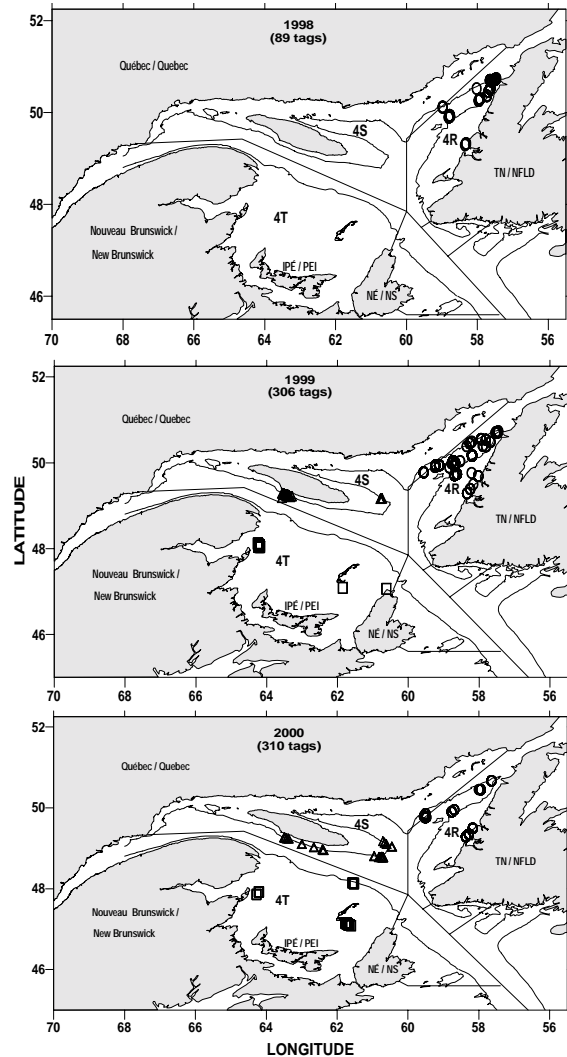 1998
(89 tags)
Québec / Quebec
4S
4R
TN / NFLD
4T
Nouveau Brunswick /
New Brunswick
IPÉ / PEI
NÉ / NS
52
50
48
46
70 68 66 64 62 60 58 56
1999
(306 tags)
Québec / Quebec
4S
4R
TN / NFLD
4T
Nouveau Brunswick /
New Brunswick
IPÉ / PEI
NÉ / NS
52
50
48
46
70 68 66 64 62 60 58 56
LATITUDE
2000
(310 tags)
Québec / Quebec
4S
4R
TN / NFLD
4T
Nouveau Brunswick /
New Brunswick
IPÉ / PEI
NÉ / NS
52
50
48
46
70 68 66 64 62 60 58 56
LONGITUDE